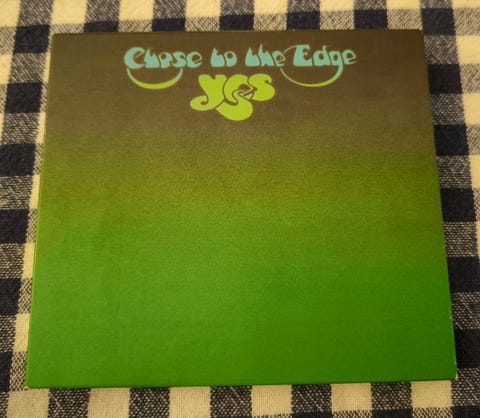 Close to the Edge
Yes